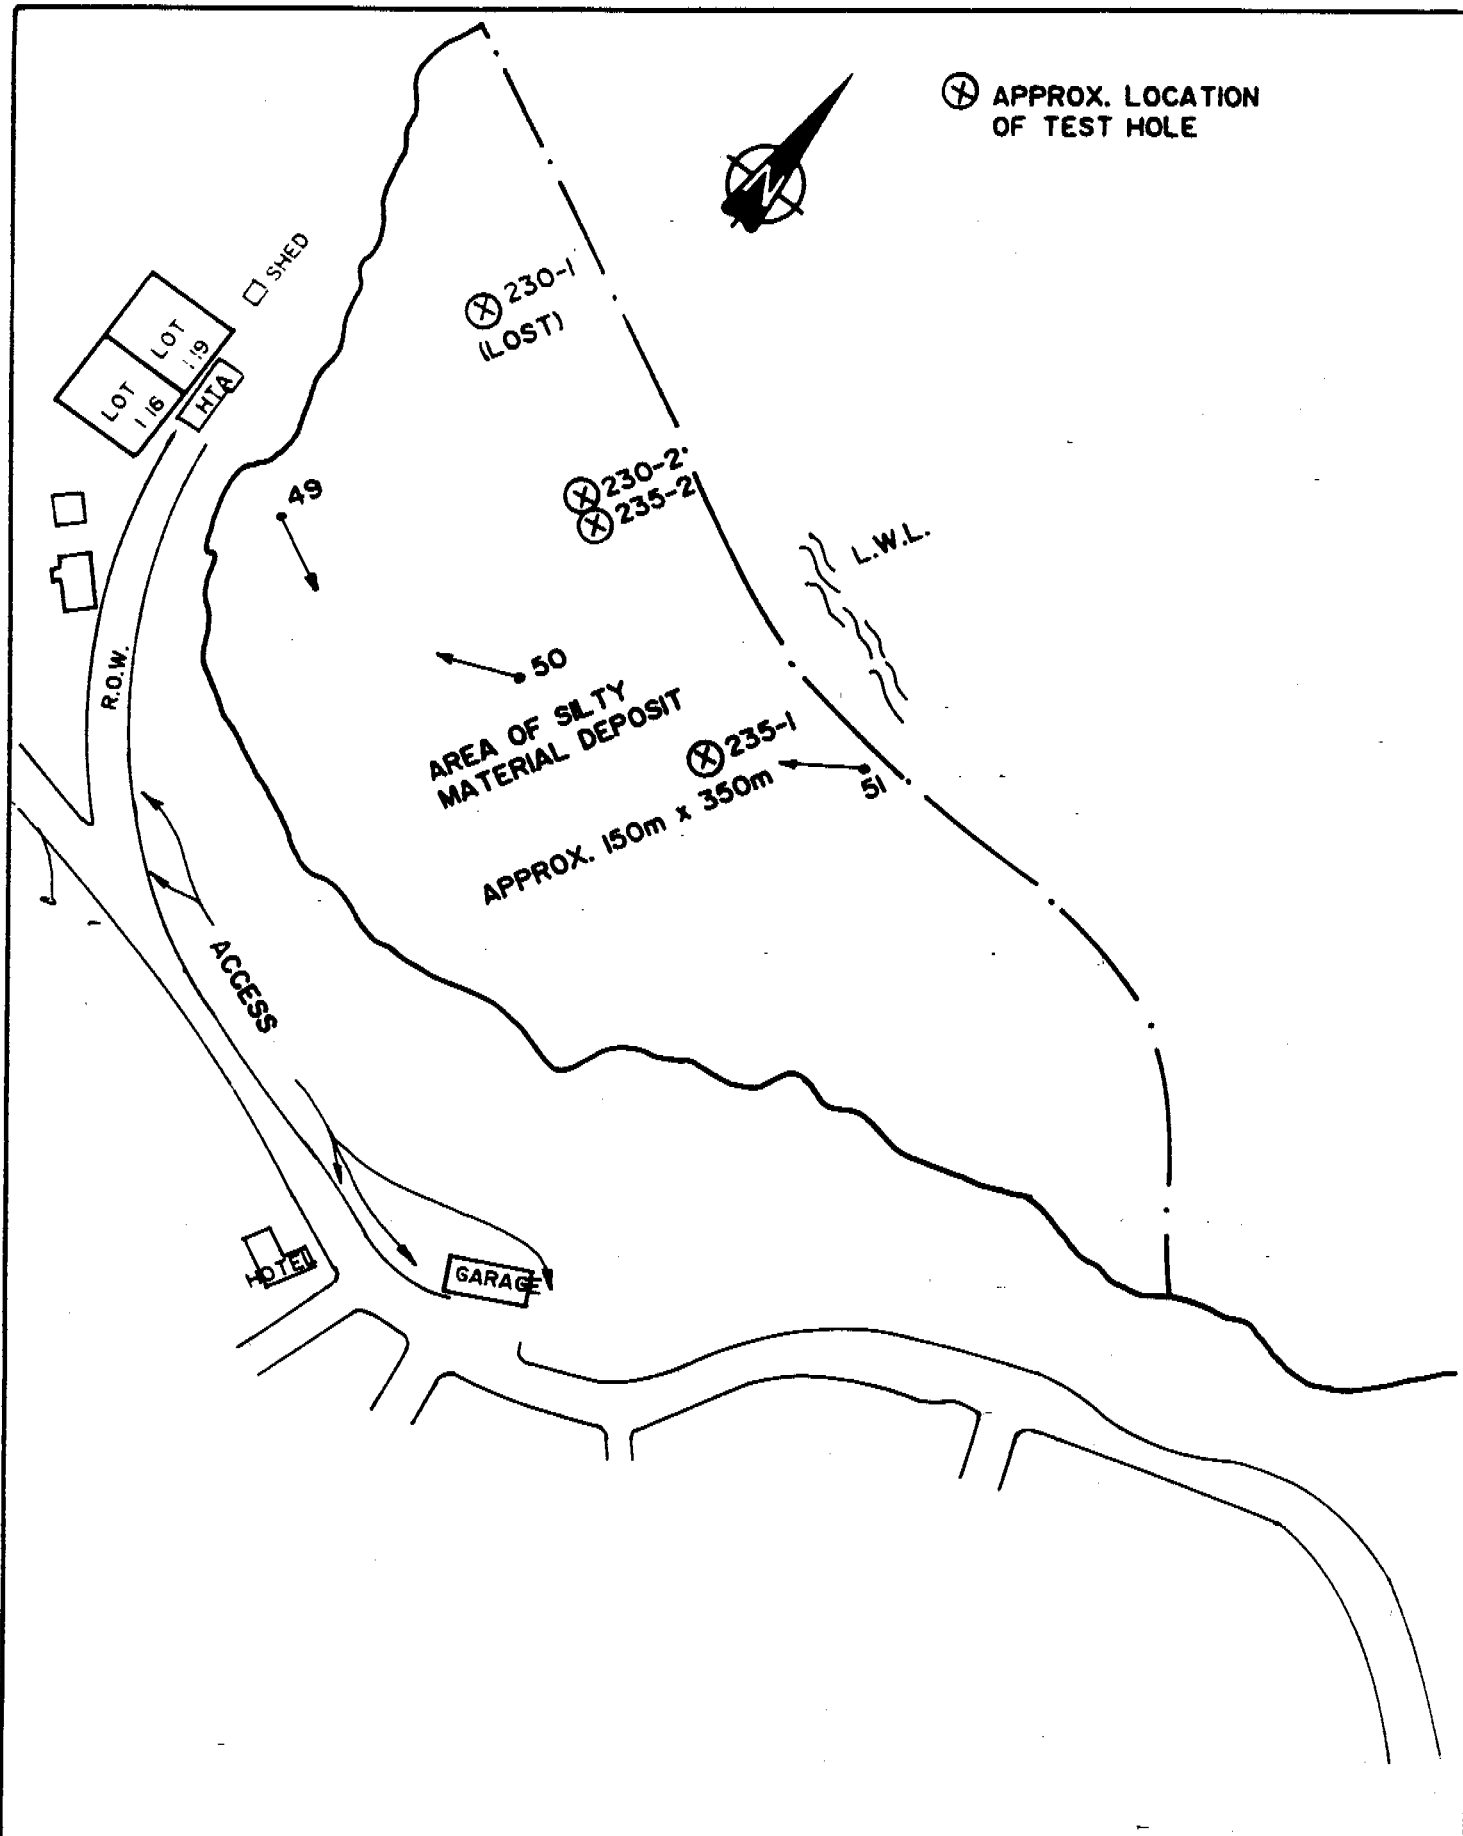 APPROX. LOCATION
OF TEST HOLE
N
SHED
230-1
(LOST)
LOT
119
LOT
116
HTA
49
230-2
235-2
L.W.L.
50
R.O.W.
AREA OF SILTY
MATERIAL DEPOSIT
235-1
51
APPROX. 150m x 350m
ACCESS
HOTEL
GARAGE